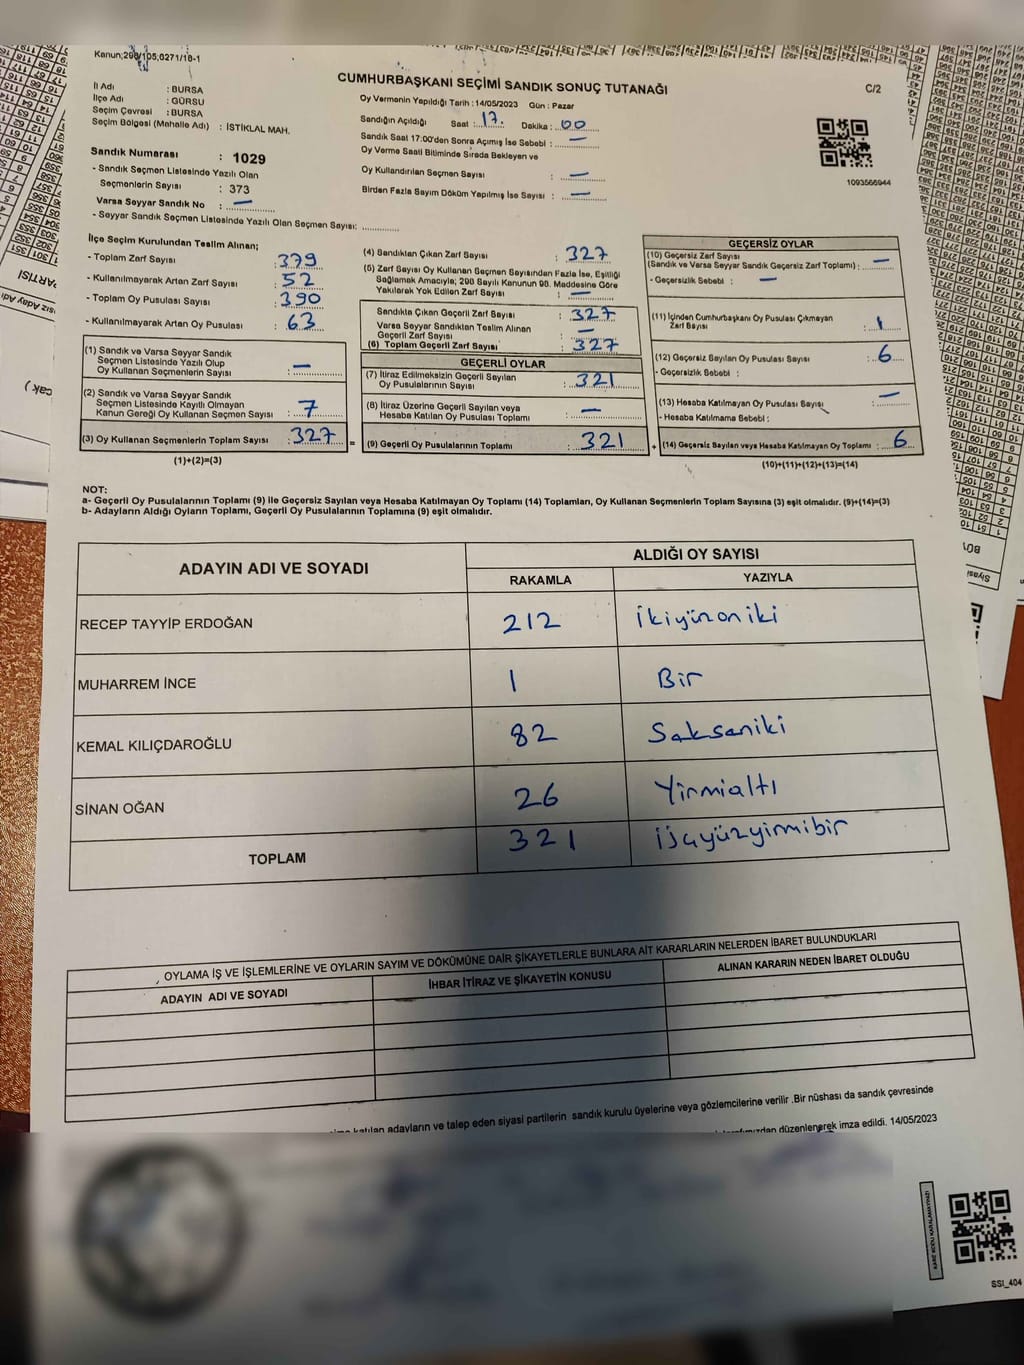 Kanun;298/105,0271/18-1
CUMHURBAŞKANI SEÇİMİ SANDIK SONUÇ TUTANAĞI
C/2
İl Adı : BURSA
İlçe Adı : GÜRSU
Seçim Çevresi : BURSA
Seçim Bölgesi (Mahalle Adı) : İSTİKLAL MAH.
Sandık Numarası : 1029
- Sandık Seçmen Listesinde Yazılı Olan
Seçmenlerin Sayısı : 373
Varsa Seyyar Sandık No : —
- Seyyar Sandık Seçmen Listesinde Yazılı Olan Seçmen Sayısı:
Oy Vermenin Yapıldığı Tarih : 14/05/2023 Gün : Pazar
Sandığın Açıldığı Saat : 17. Dakika : 00
Sandık Saat 17:00'den Sonra Açımış İse Sebebi : —
Oy Verme Saati Bitiminde Sırada Bekleyen ve
Oy Kullandırılan Seçmen Sayısı : —
Birden Fazla Sayım Döküm Yapılmış İse Sayısı : —
1093566944
İlçe Seçim Kurulundan Teslim Alınan;
- Toplam Zarf Sayısı : 379
- Kullanılmayarak Artan Zarf Sayısı : 52
- Toplam Oy Pusulası Sayısı : 390
- Kullanılmayarak Artan Oy Pusulası : 63
(1) Sandık ve Varsa Seyyar Sandık
Seçmen Listesinde Yazılı Olup
Oy Kullanan Seçmenlerin Sayısı : —
(2) Sandık ve Varsa Seyyar Sandık
Seçmen Listesinde Kayıtlı Olmayan
Kanun Gereği Oy Kullanan Seçmen Sayısı : 7
(3) Oy Kullanan Seçmenlerin Toplam Sayısı : 327
(1)+(2)=(3)
(4) Sandıktan Çıkan Zarf Sayısı : 327
(5) Zarf Sayısı Oy Kullanan Seçmen Sayısından Fazla İse, Eşitliği
Sağlamak Amacıyla; 298 Sayılı Kanunun 98. Maddesine Göre
Yakılarak Yok Edilen Zarf Sayısı : —
Sandıkta Çıkan Geçerli Zarf Sayısı : 327
Varsa Seyyar Sandıktan Teslim Alınan
Geçerli Zarf Sayısı : —
(6) Toplam Geçerli Zarf Sayısı : 327
GEÇERLİ OYLAR
(7) İtiraz Edilmeksizin Geçerli Sayılan
Oy Pusulalarının Sayısı : 321
(8) İtiraz Üzerine Geçerli Sayılan veya
Hesaba Katılan Oy Pusulaları Toplamı : —
(9) Geçerli Oy Pusulalarının Toplamı : 321
GEÇERSİZ OYLAR
(10) Geçersiz Zarf Sayısı
(Sandık ve Varsa Seyyar Sandık Geçersiz Zarf Toplamı) : —
- Geçersizlik Sebebi : —
(11) İçinden Cumhurbaşkanı Oy Pusulası Çıkmayan
Zarf Sayısı : 1
(12) Geçersiz Sayılan Oy Pusulası Sayısı : 6
- Geçersizlik Sebebi :
(13) Hesaba Katılmayan Oy Pusulası Sayısı : —
- Hesaba Katılmama Sebebi :
(14) Geçersiz Sayılan veya Hesaba Katılmayan Oy Toplamı : 6
(10)+(11)+(12)+(13)=(14)
NOT:
a- Geçerli Oy Pusulalarının Toplamı (9) ile Geçersiz Sayılan veya Hesaba Katılmayan Oy Toplamı (14) Toplamları, Oy Kullanan Seçmenlerin Toplam Sayısına (3) eşit olmalıdır. (9)+(14)=(3)
b- Adayların Aldığı Oyların Toplamı, Geçerli Oy Pusulalarının Toplamına (9) eşit olmalıdır.
ADAYIN ADI VE SOYADI
ALDIĞI OY SAYISI
RAKAMLA YAZIYLA
RECEP TAYYİP ERDOĞAN 212 ikiyüzoniki
MUHARREM İNCE 1 Bir
KEMAL KILIÇDAROĞLU 82 Seksaniki
SİNAN OĞAN 26 Yirmialtı
TOPLAM 321 üçyüzyirmibir
OYLAMA İŞ VE İŞLEMLERİNE VE OYLARIN SAYIM VE DÖKÜMÜNE DAİR ŞİKAYETLERLE BUNLARA AİT KARARLARIN NELERDEN İBARET BULUNDUKLARI
ADAYIN ADI VE SOYADI İHBAR İTİRAZ VE ŞİKAYETİN KONUSU ALINAN KARARIN NEDEN İBARET OLDUĞU
katılan adayların ve talep eden siyasi partilerin sandık kurulu üyelerine veya gözlemcilerine verilir .Bir nüshası da sandık çevresinde
düzenlenerek imza edildi. 14/05/2023
KARE KODU KARALAMAYINIZ!
SSI_404